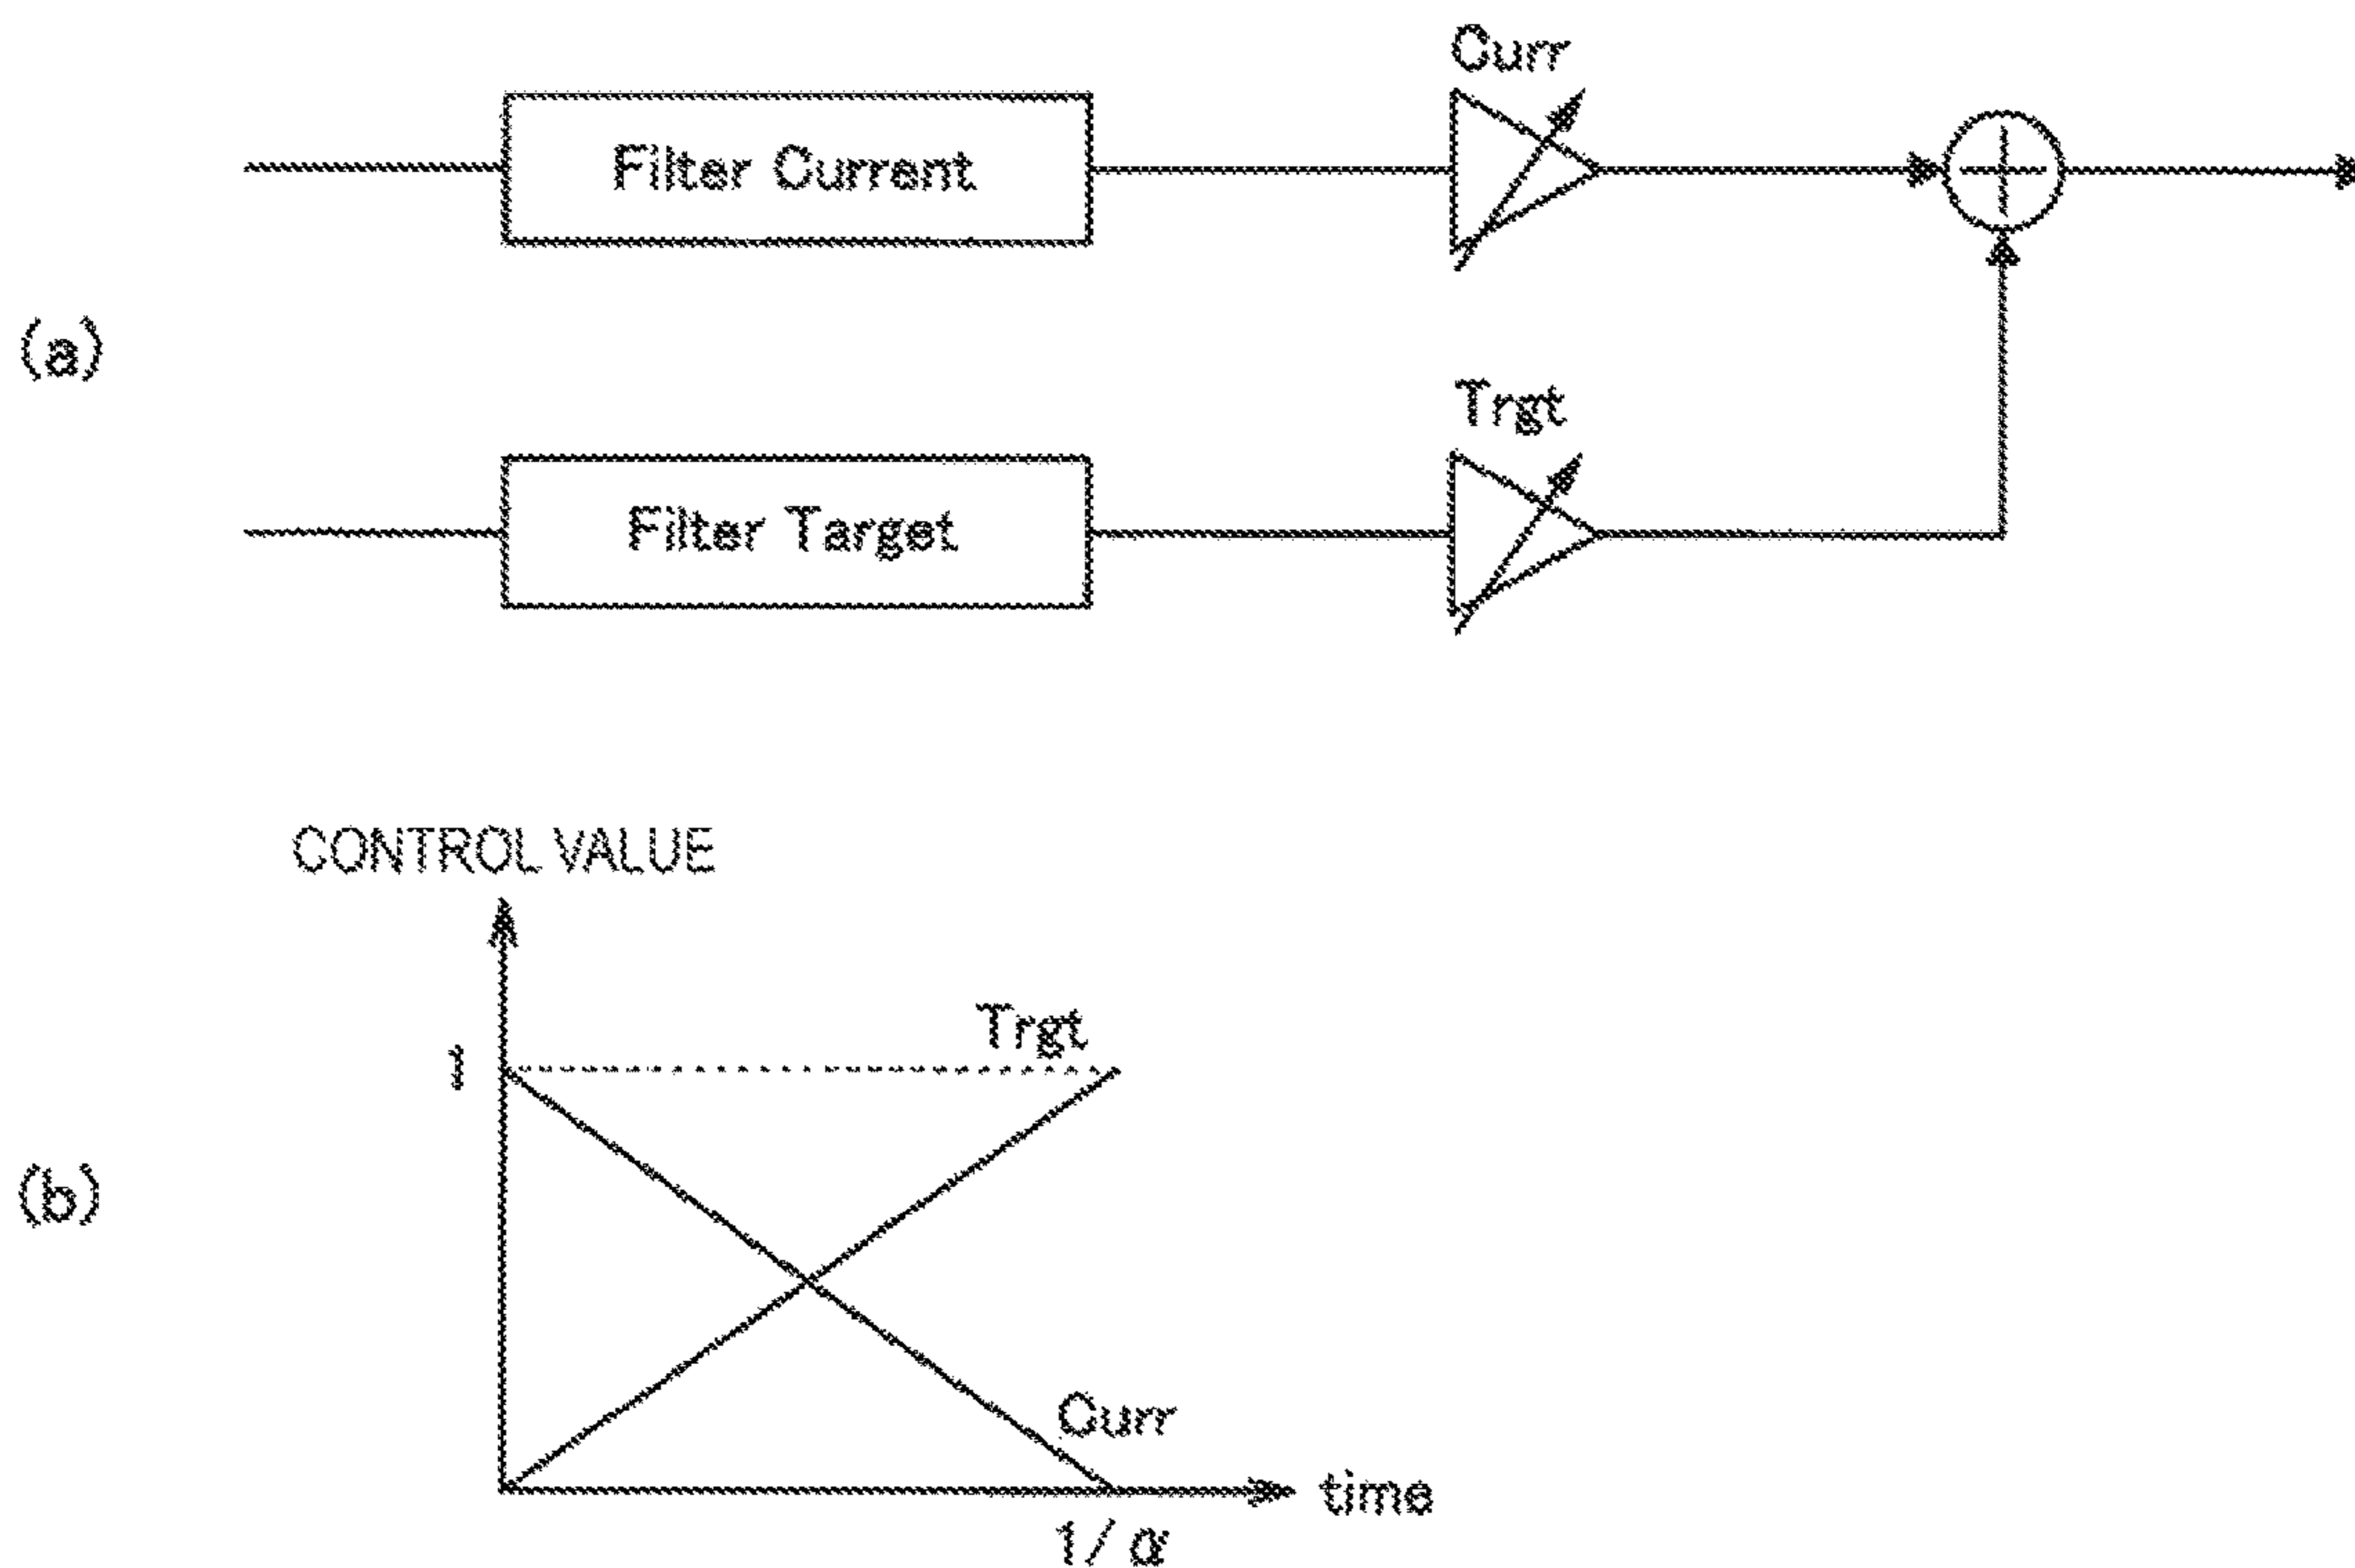 Curr
Filter Current
(a)
Trgt
Filter Target
CONTROL VALUE
Trgt
1
(b)
Curr
time
1/α